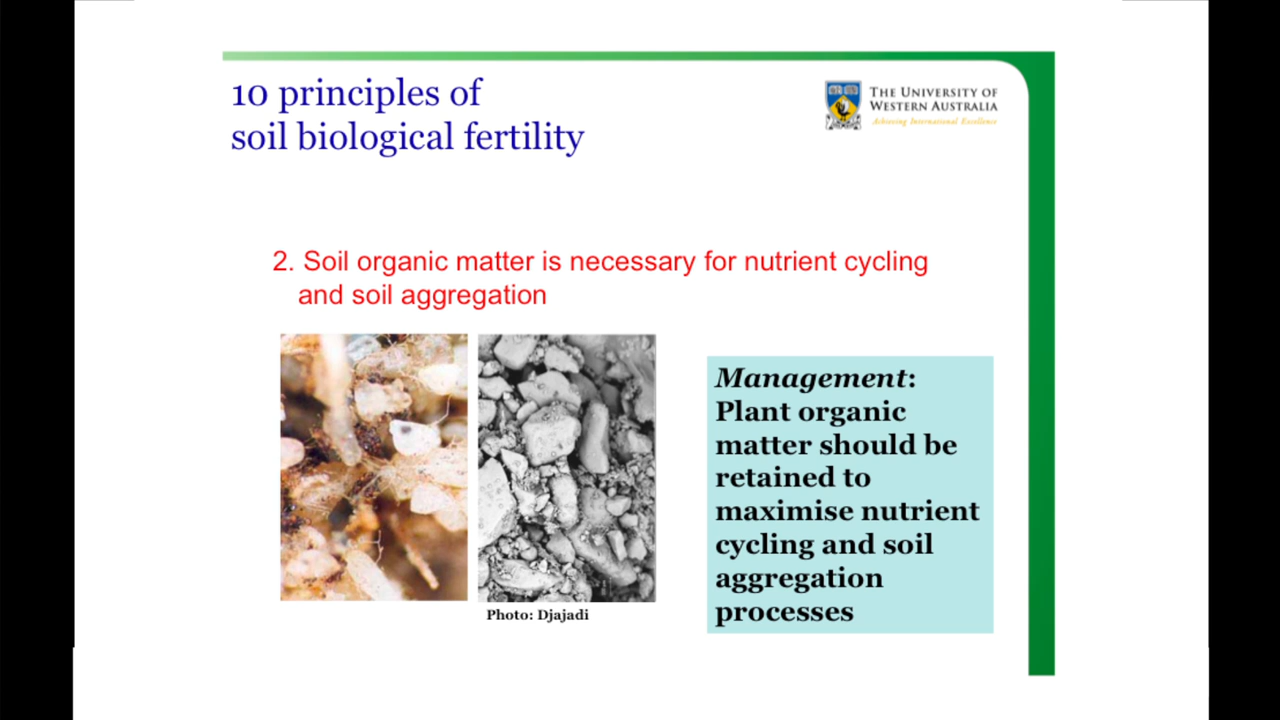 10 principles of
soil biological fertility
THE UNIVERSITY OF
WESTERN AUSTRALIA
Achieving International Excellence
2. Soil organic matter is necessary for nutrient cycling
and soil aggregation
Management:
Plant organic
matter should be
retained to
maximise nutrient
cycling and soil
aggregation
processes
Photo: Djajadi